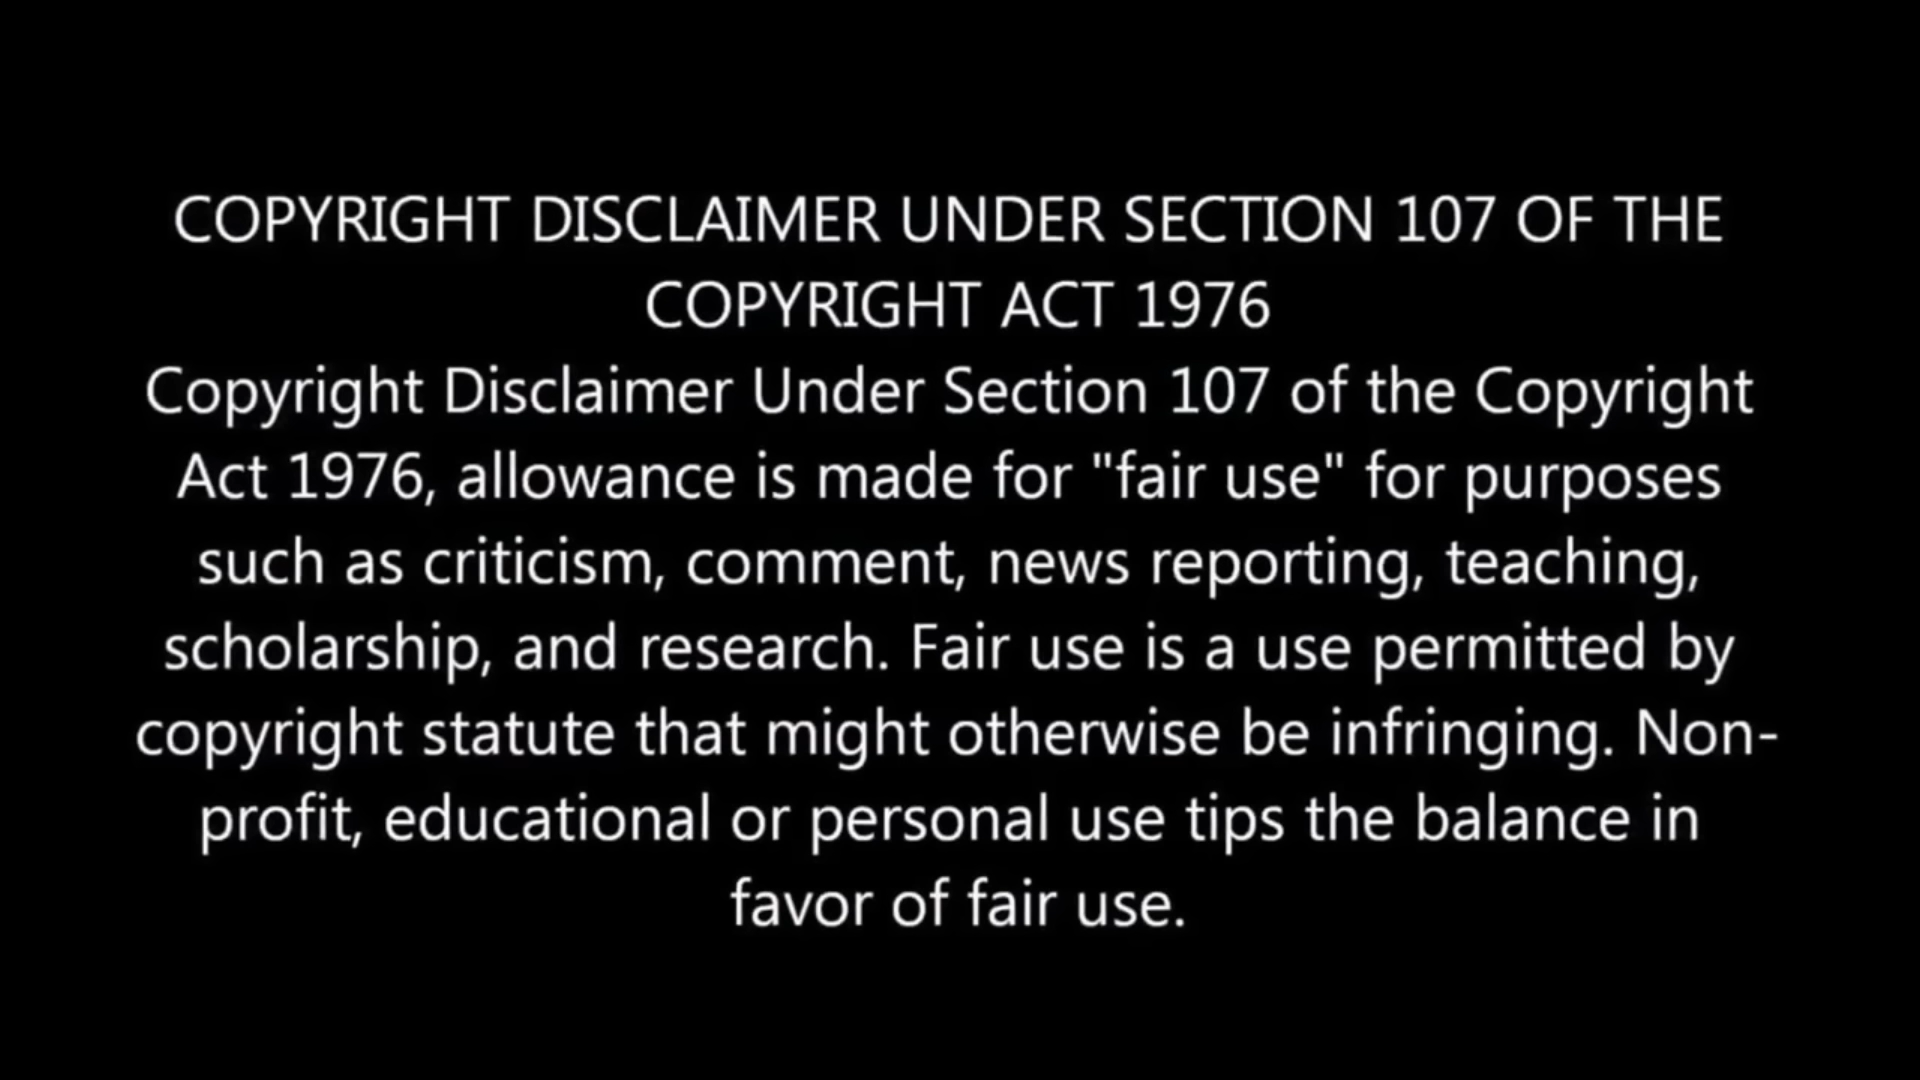 COPYRIGHT DISCLAIMER UNDER SECTION 107 OF THE
COPYRIGHT ACT 1976
Copyright Disclaimer Under Section 107 of the Copyright
Act 1976, allowance is made for "fair use" for purposes
such as criticism, comment, news reporting, teaching,
scholarship, and research. Fair use is a use permitted by
copyright statute that might otherwise be infringing. Non-
profit, educational or personal use tips the balance in
favor of fair use.